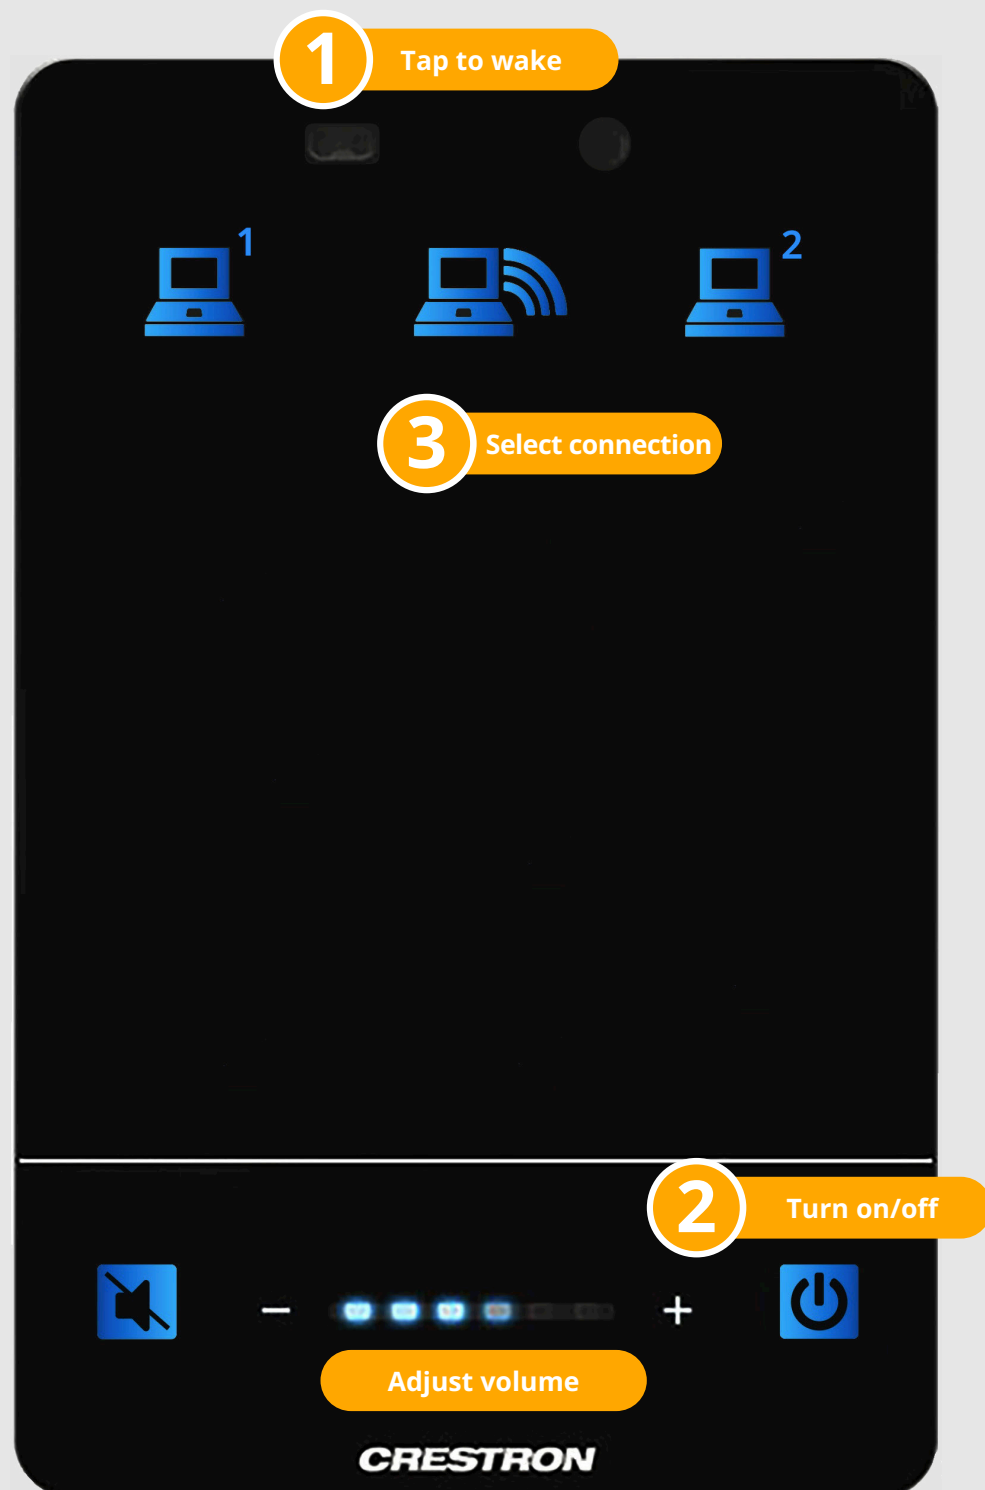 1 Tap to wake
1
2
3 Select connection
2 Turn on/off
− +
Adjust volume
CRESTRON